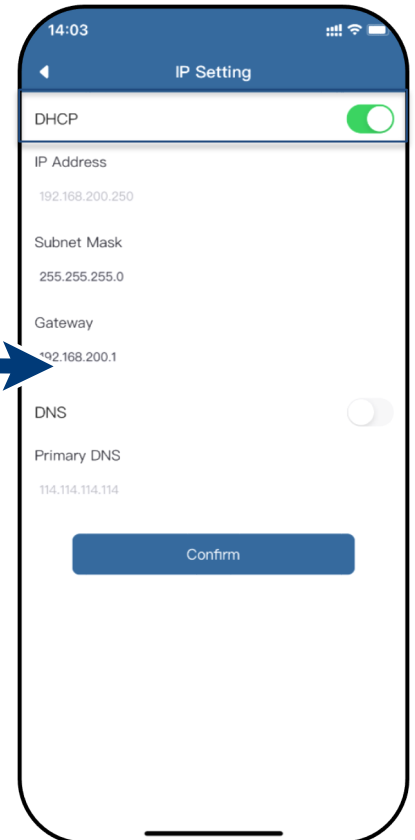 14:03
IP Setting
DHCP
IP Address
192.168.200.250
Subnet Mask
255.255.255.0
Gateway
192.168.200.1
DNS
Primary DNS
114.114.114.114
Confirm